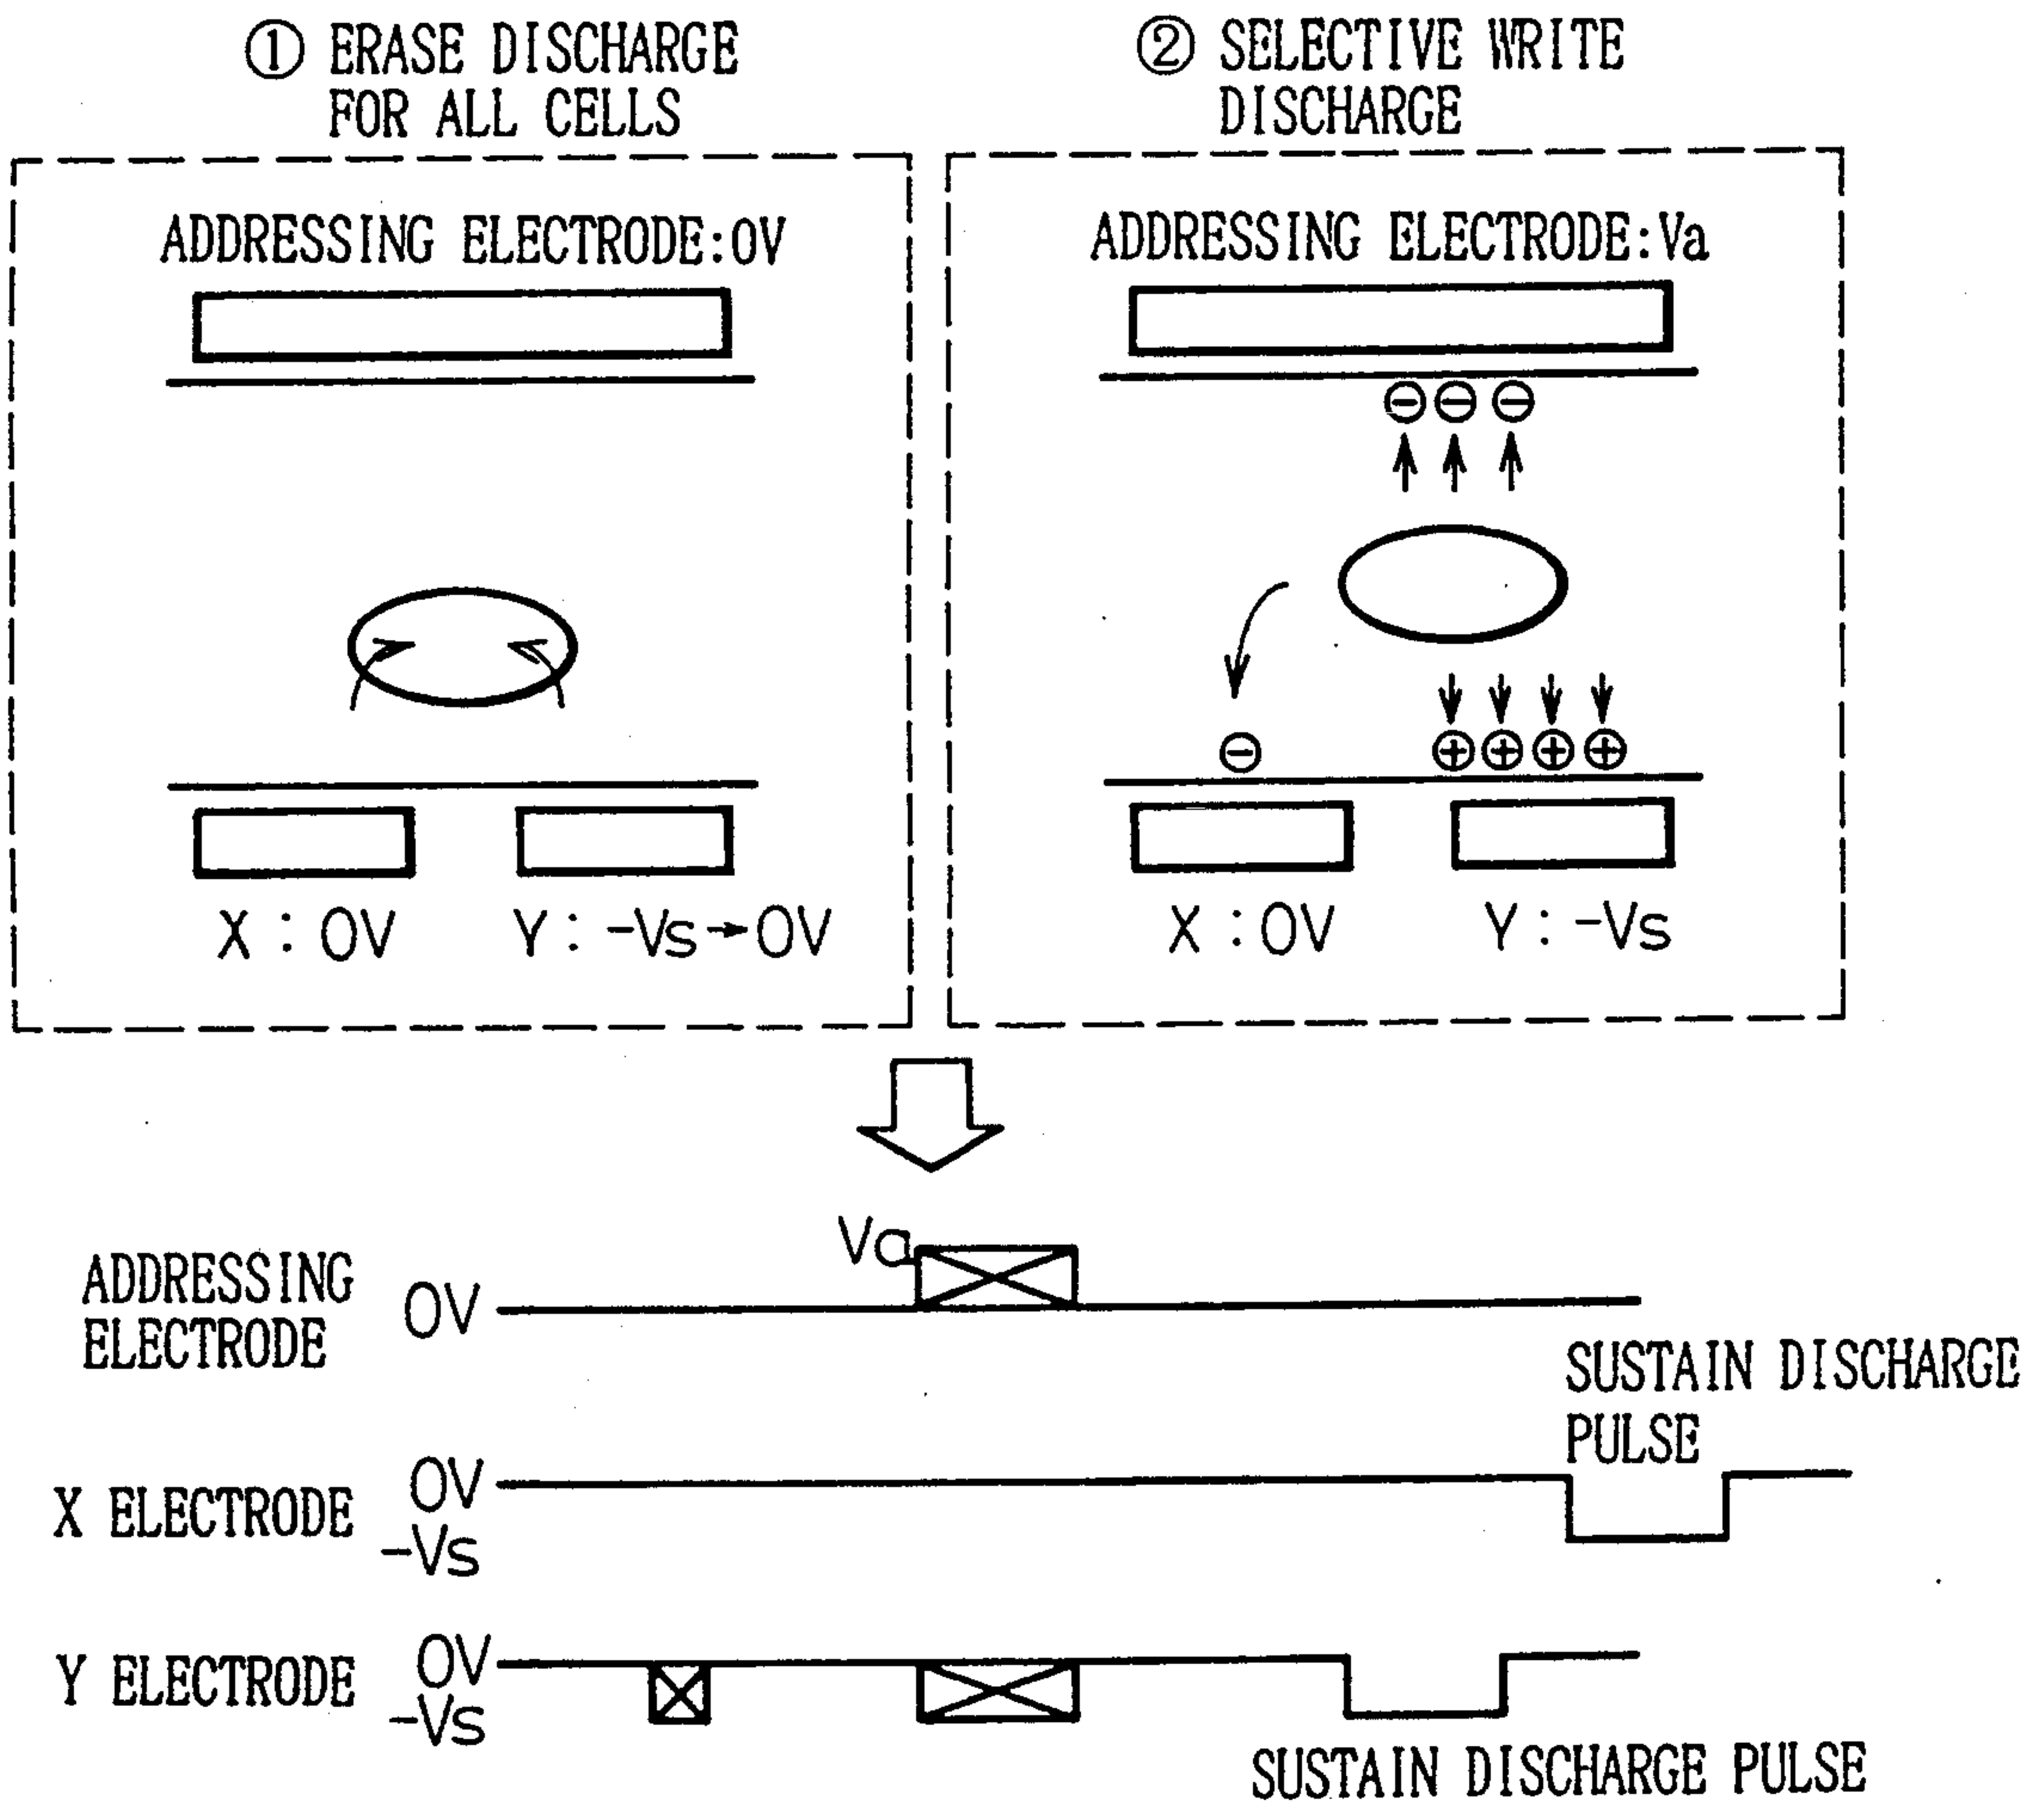 ① ERASE DISCHARGE
FOR ALL CELLS
② SELECTIVE WRITE
DISCHARGE
ADDRESSING ELECTRODE:0V
X : 0V
Y : -Vs→0V
ADDRESSING ELECTRODE:Va
⊖ ⊖ ⊖
⊖ ⊕ ⊕ ⊕ ⊕
X : 0V
Y : -Vs
Va
ADDRESSING
ELECTRODE
0V
SUSTAIN DISCHARGE
PULSE
X ELECTRODE
0V
-Vs
Y ELECTRODE
0V
-Vs
SUSTAIN DISCHARGE PULSE